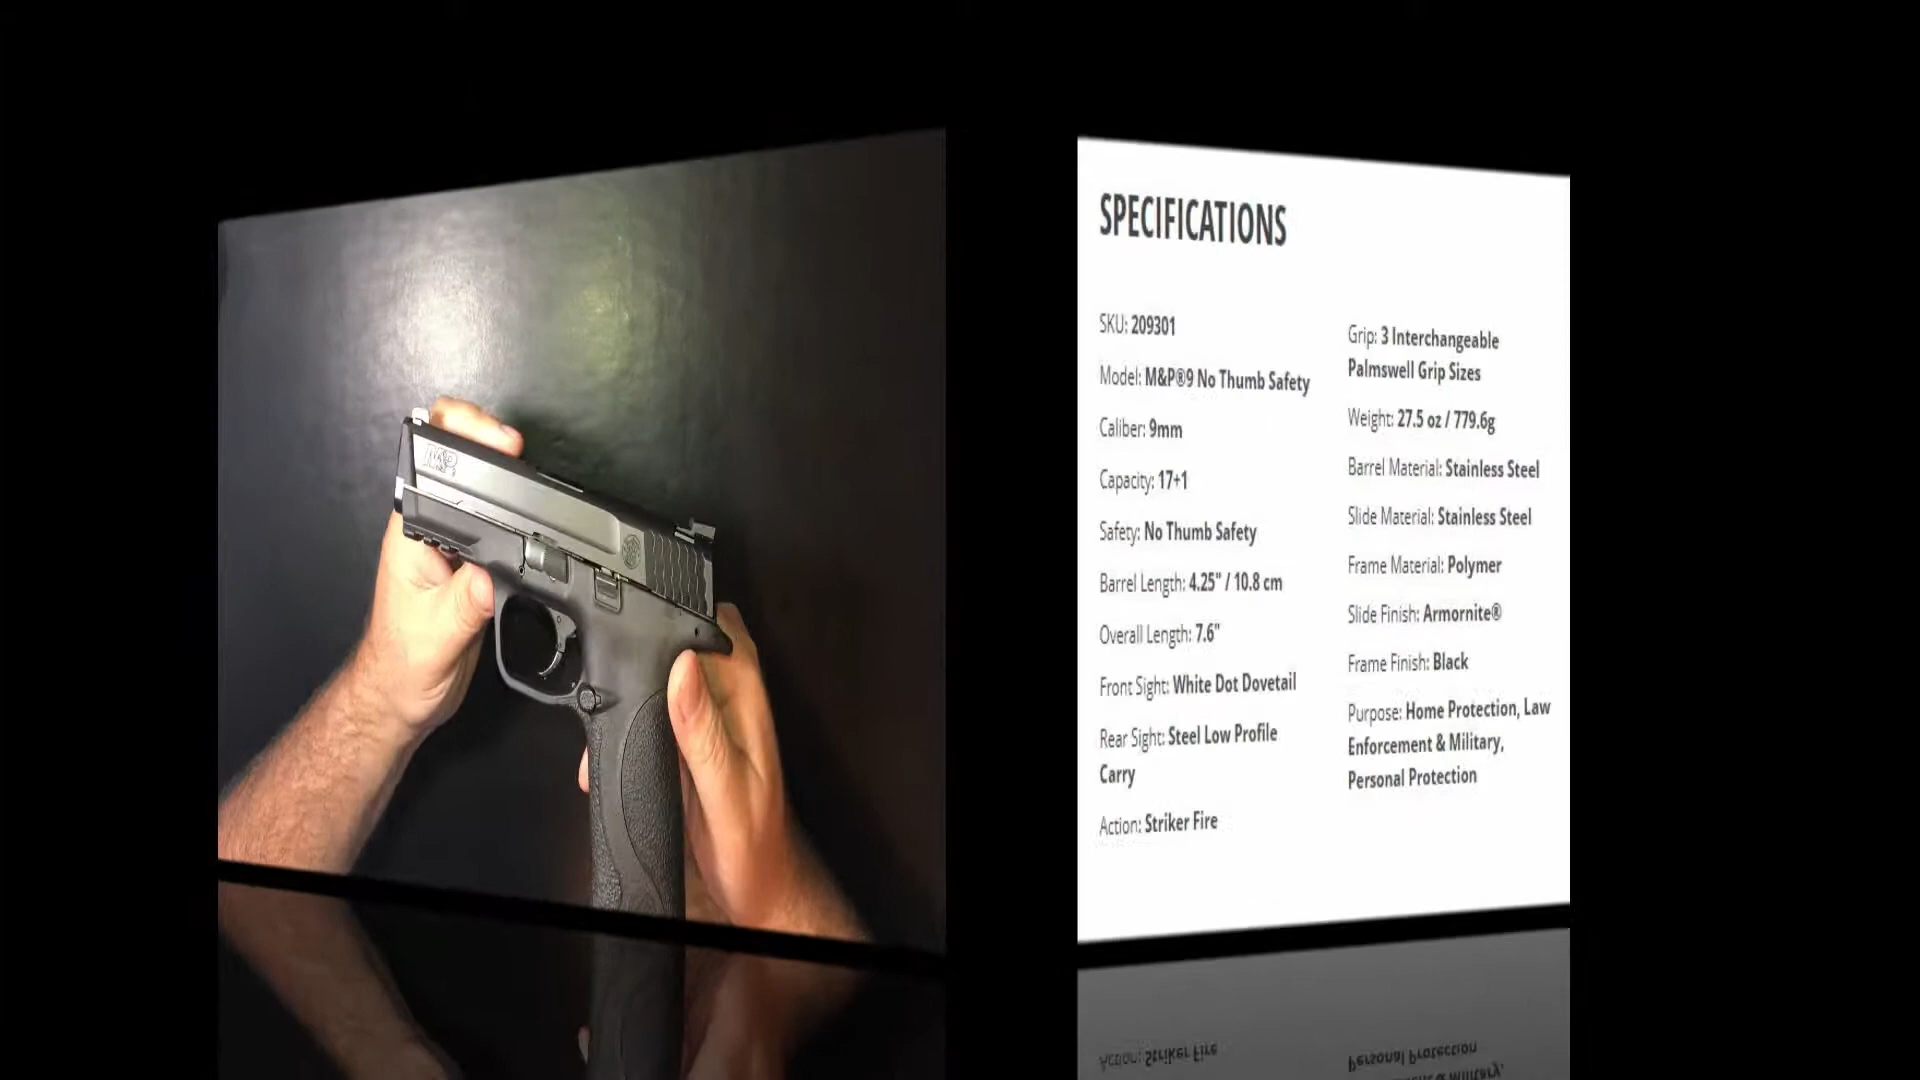 M&P
SPECIFICATIONS
SKU: 209301
Model: M&P®9 No Thumb Safety
Caliber: 9mm
Capacity: 17+1
Safety: No Thumb Safety
Barrel Length: 4.25" / 10.8 cm
Overall Length: 7.6"
Front Sight: White Dot Dovetail
Rear Sight: Steel Low Profile
Carry
Action: Striker Fire
Grip: 3 Interchangeable
Palmswell Grip Sizes
Weight: 27.5 oz / 779.6g
Barrel Material: Stainless Steel
Slide Material: Stainless Steel
Frame Material: Polymer
Slide Finish: Armornite®
Frame Finish: Black
Purpose: Home Protection, Law
Enforcement & Military,
Personal Protection